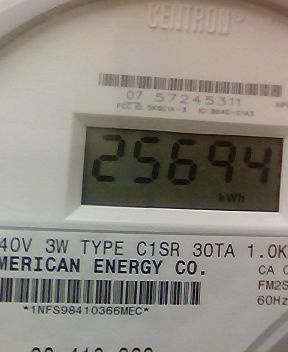 CENTRON®
07 57245311
25694
kWh
40V 3W TYPE C1SR 30TA 1.0K
MERICAN ENERGY CO.
CA
FM2S
60Hz
*1NFS98410366MEC*